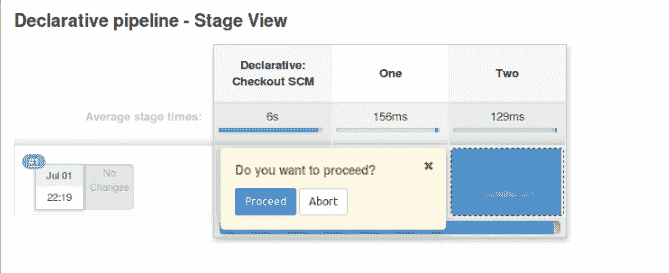 Declarative pipeline - Stage View
Declarative:
Checkout SCM
One
Two
Average stage times:
6s
156ms
129ms
#1
Jul 01
22:19
No
Changes
Do you want to proceed?
Proceed
Abort